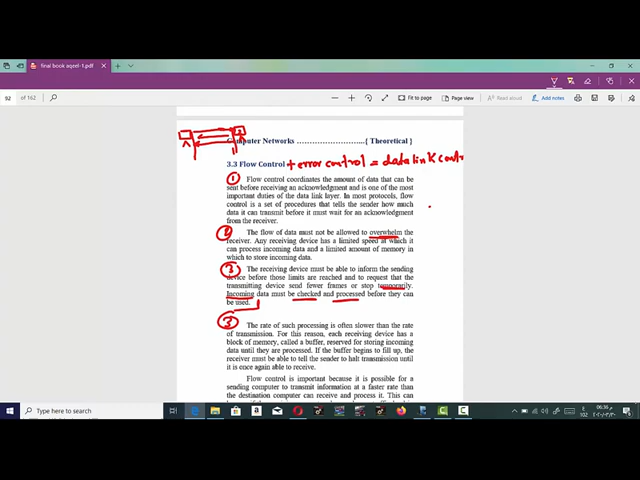 final book aqeel-1.pdf
92 of 162
Fit to page
Page view
Add notes
A
Computer Networks ........................{ Theoretical }
3.3 Flow Control + error control = data link contr
1 Flow control coordinates the amount of data that can be
sent before receiving an acknowledgment and is one of the most
important duties of the data link layer. In most protocols, flow
control is a set of procedures that tells the sender how much
data it can transmit before it must wait for an acknowledgment
from the receiver.
2 The flow of data must not be allowed to overwhelm the
receiver. Any receiving device has a limited speed at which it
can process incoming data and a limited amount of memory in
which to store incoming data.
3 The receiving device must be able to inform the sending
device before those limits are reached and to request that the
transmitting device send fewer frames or stop temporarily.
Incoming data must be checked and processed before they can
be used.
3 The rate of such processing is often slower than the rate
of transmission. For this reason, each receiving device has a
block of memory, called a buffer, reserved for storing incoming
data until they are processed. If the buffer begins to fill up, the
receiver must be able to tell the sender to halt transmission until
it is once again able to receive.
Flow control is important because it is possible for a
sending computer to transmit information at a faster rate than
the destination computer can receive and process it. This can
Type here to search